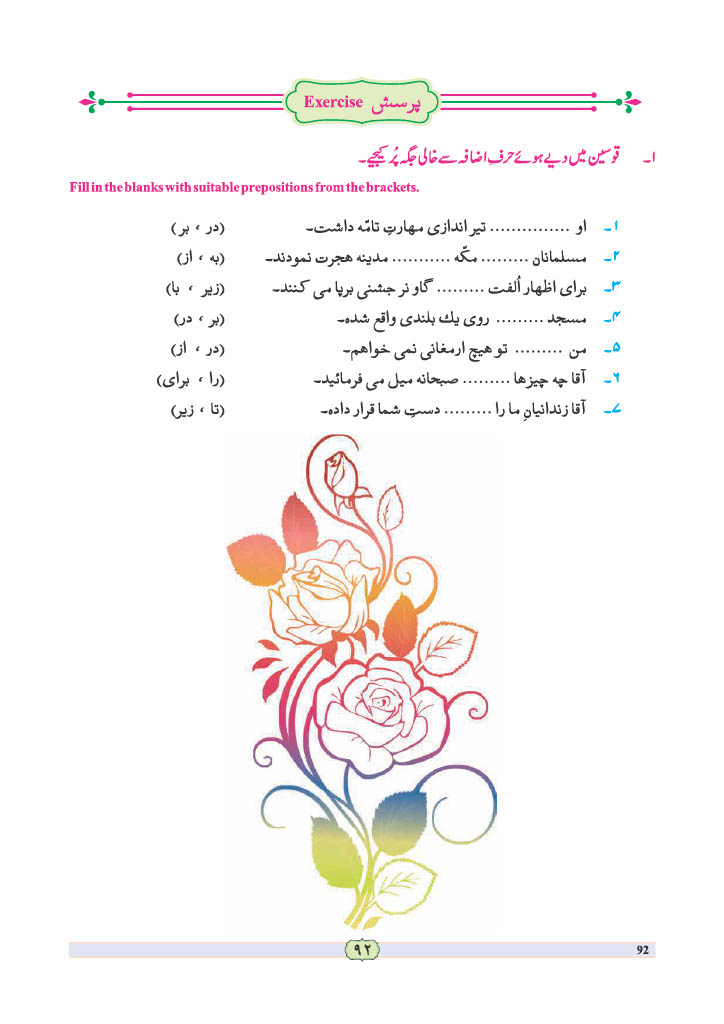 Exercise پرسش
۱۔ قوسین میں دیے ہوئے حرفِ اضافہ سے خالی جگہ پُر کیجیے۔
Fill in the blanks with suitable prepositions from the brackets.
۱۔ او ............... تیر اندازی مهارتِ تامّه داشت۔ (در ، بر)
۲۔ مسلمانان ......... مکّه ........... مدینه هجرت نمودند۔ (به ، از)
۳۔ برای اظهار اُلفت ......... گاو نر جشنی برپا می کنند۔ (زیر ، با)
۴۔ مسجد ......... روی یك بلندی واقع شده۔ (بر ، در)
۵۔ من ......... تو هیچ ارمغانی نمی خواهم۔ (در ، از)
۶۔ آقا چه چیزها ......... صبحانه میل می فرمائید۔ (را ، برای)
۷۔ آقا زندانیانِ ما را ......... دستِ شما قرار داده۔ (تا ، زیر)
۹۲
92